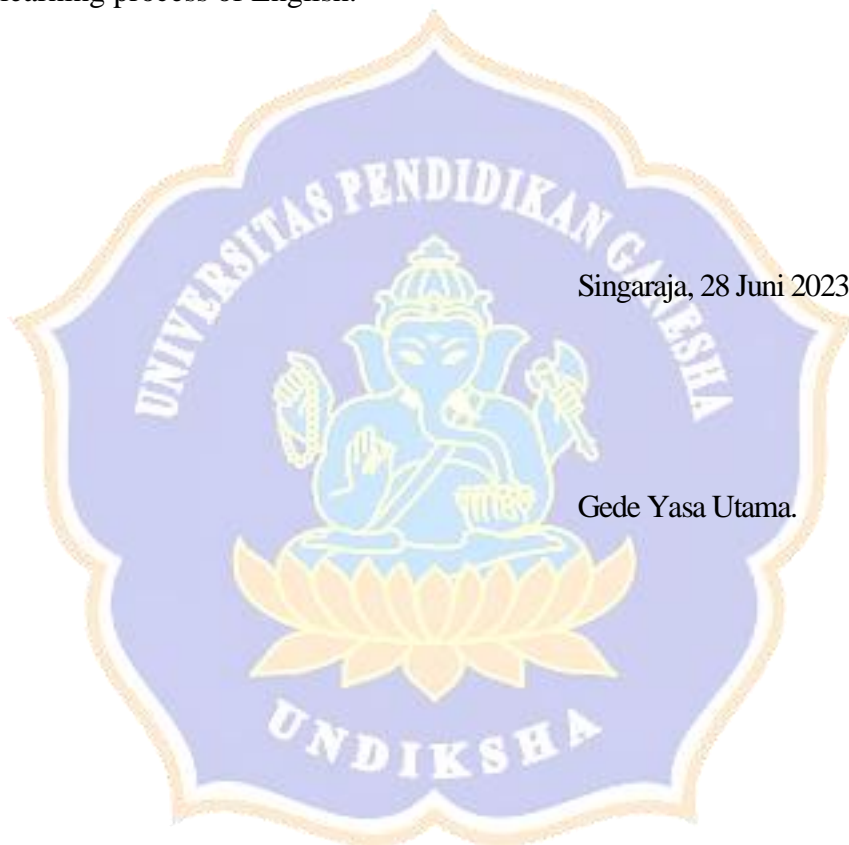 learning process of English.
UNIVERSITAS PENDIDIKAN GANESHA
Singaraja, 28 Juni 2023
Gede Yasa Utama.
UNDIKSHA